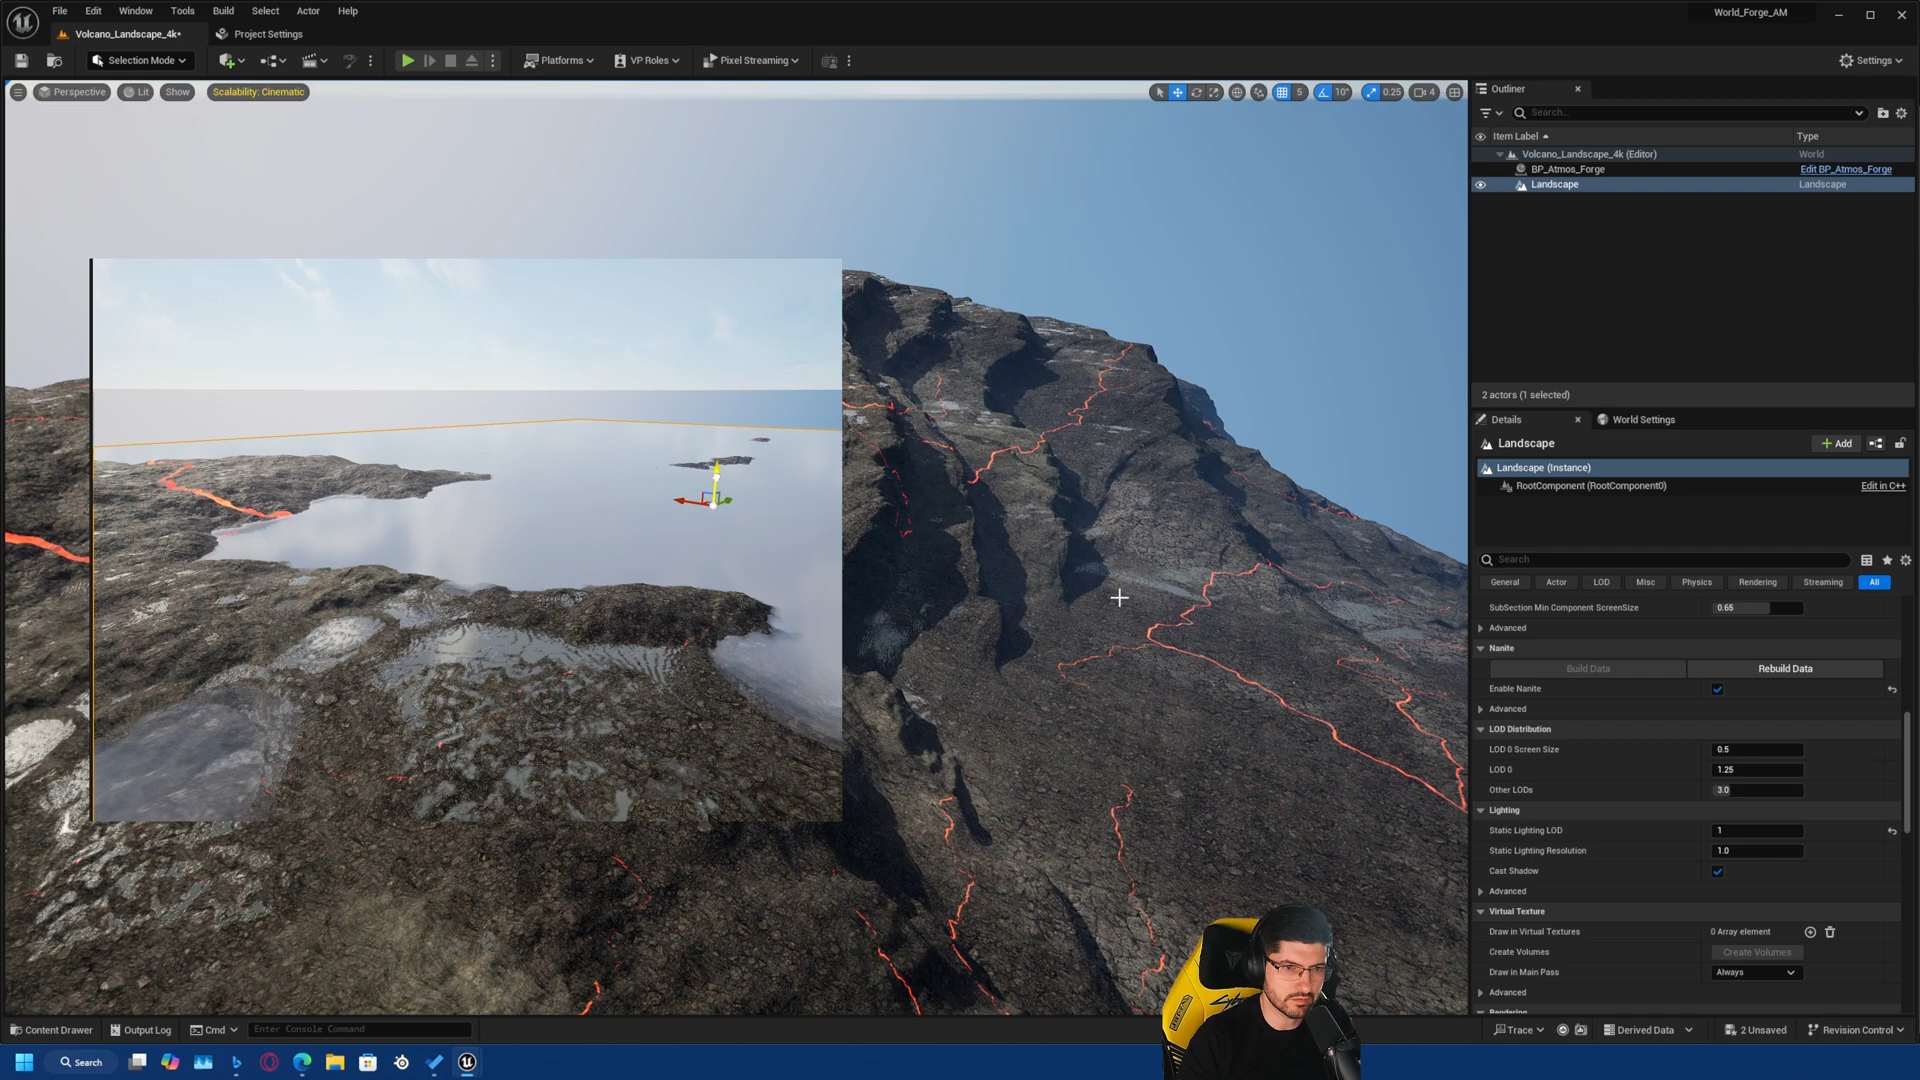 File Edit Window Tools Build Select Actor Help
World_Forge_AM
Volcano_Landscape_4k*
Project Settings
Selection Mode
Platforms
VP Roles
Pixel Streaming
Settings
Perspective
Lit
Show
Scalability: Cinematic
5
10°
0.25
4
Outliner
Search...
Item Label
Type
Volcano_Landscape_4k (Editor)
World
BP_Atmos_Forge
Edit BP_Atmos_Forge
Landscape
Landscape
2 actors (1 selected)
Details
World Settings
Landscape
+ Add
Landscape (Instance)
RootComponent (RootComponent0)
Edit in C++
Search
General Actor LOD Misc Physics Rendering Streaming All
SubSection Min Component ScreenSize
0.65
Advanced
Nanite
Build Data
Rebuild Data
Enable Nanite
Advanced
LOD Distribution
LOD 0 Screen Size
0.5
LOD 0
1.25
Other LODs
3.0
Lighting
Static Lighting LOD
1
Static Lighting Resolution
1.0
Cast Shadow
Advanced
Virtual Texture
Draw in Virtual Textures
0 Array element
Create Volumes
Create Volumes
Draw in Main Pass
Always
Advanced
Content Drawer
Output Log
Cmd
Enter Console Command
Trace
Derived Data
2 Unsaved
Revision Control
Search